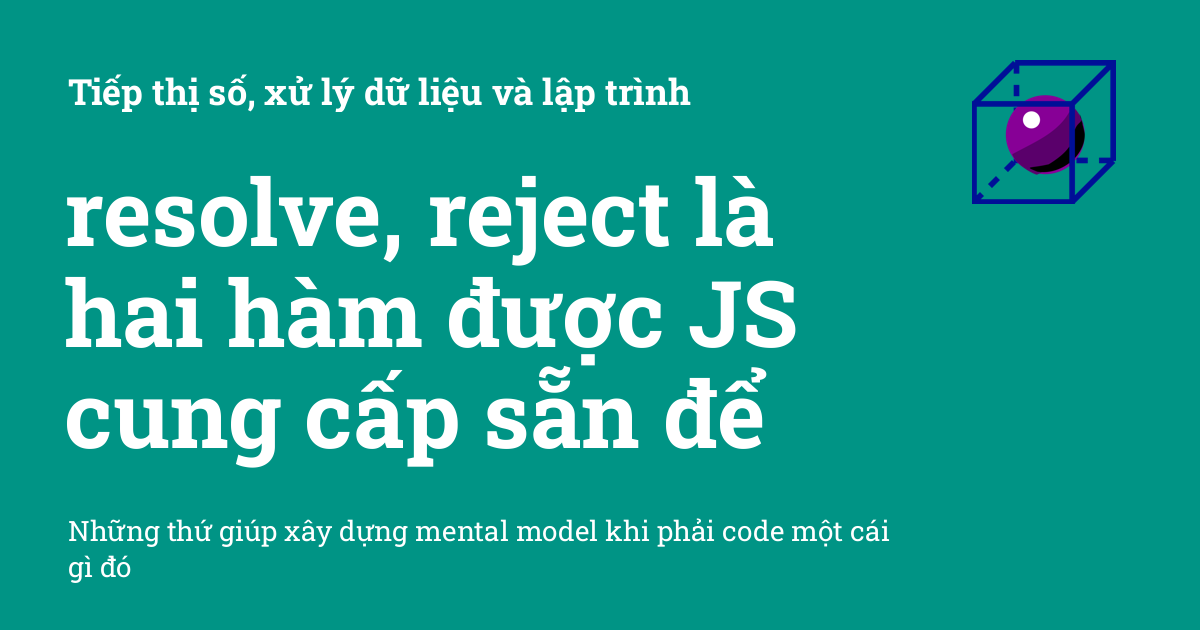 Tiếp thị số, xử lý dữ liệu và lập trình
resolve, reject là
hai hàm được JS
cung cấp sẵn để
Những thứ giúp xây dựng mental model khi phải code một cái
gì đó